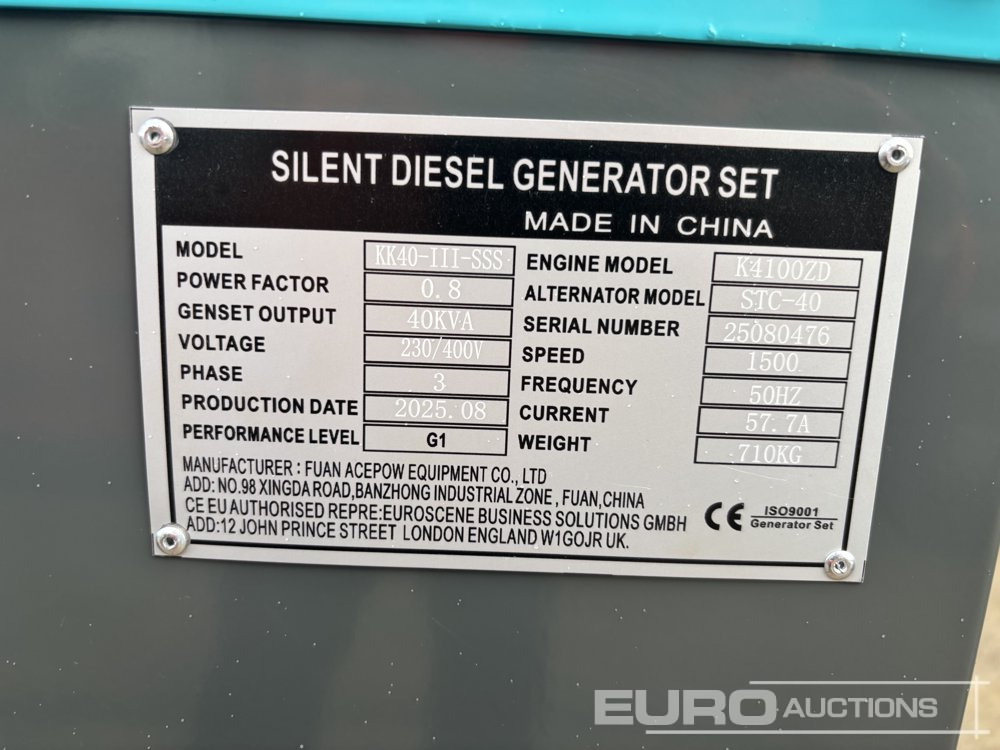 SILENT DIESEL GENERATOR SET
MADE IN CHINA
MODEL KK40-III-SSS
POWER FACTOR 0.8
GENSET OUTPUT 40KVA
VOLTAGE 230/400V
PHASE 3
PRODUCTION DATE 2025.08
PERFORMANCE LEVEL G1
ENGINE MODEL K4100ZD
ALTERNATOR MODEL STC-40
SERIAL NUMBER 25080476
SPEED 1500
FREQUENCY 50HZ
CURRENT 57.7A
WEIGHT 710KG
MANUFACTURER : FUAN ACEPOW EQUIPMENT CO., LTD
ADD: NO.98 XINGDA ROAD,BANZHONG INDUSTRIAL ZONE , FUAN,CHINA
CE EU AUTHORISED REPRE:EUROSCENE BUSINESS SOLUTIONS GMBH
ADD:12 JOHN PRINCE STREET LONDON ENGLAND W1GOJR UK.
CE ISO9001
Generator Set
EURO AUCTIONS